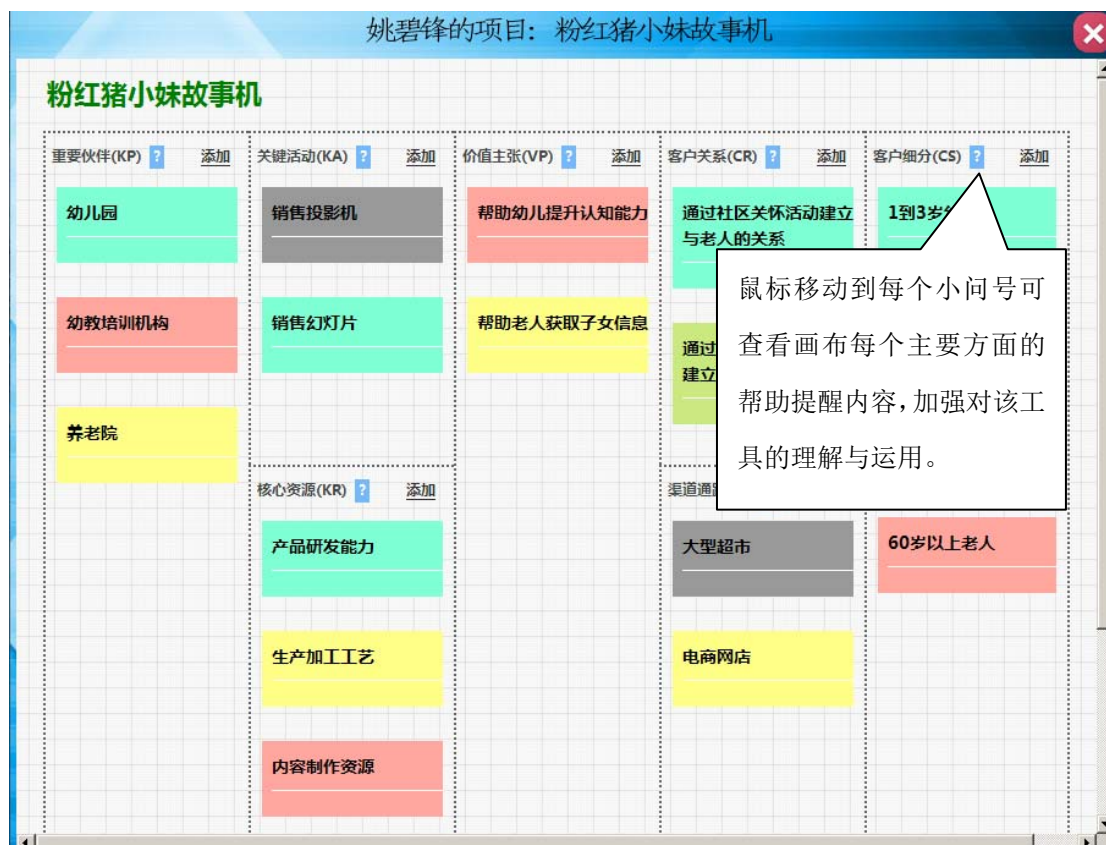 姚碧锋的项目: 粉红猪小妹故事机
粉红猪小妹故事机
重要伙伴(KP) ? 添加
幼儿园
幼教培训机构
养老院
关键活动(KA) ? 添加
销售投影机
销售幻灯片
核心资源(KR) ? 添加
产品研发能力
生产加工工艺
内容制作资源
价值主张(VP) ? 添加
帮助幼儿提升认知能力
帮助老人获取子女信息
客户关系(CR) ? 添加
通过社区关怀活动建立
与老人的关系
通过
建立
渠道通
大型超市
电商网店
客户细分(CS) ? 添加
1到3岁
60岁以上老人
鼠标移动到每个小问号可
查看画布每个主要方面的
帮助提醒内容,加强对该工
具的理解与运用。